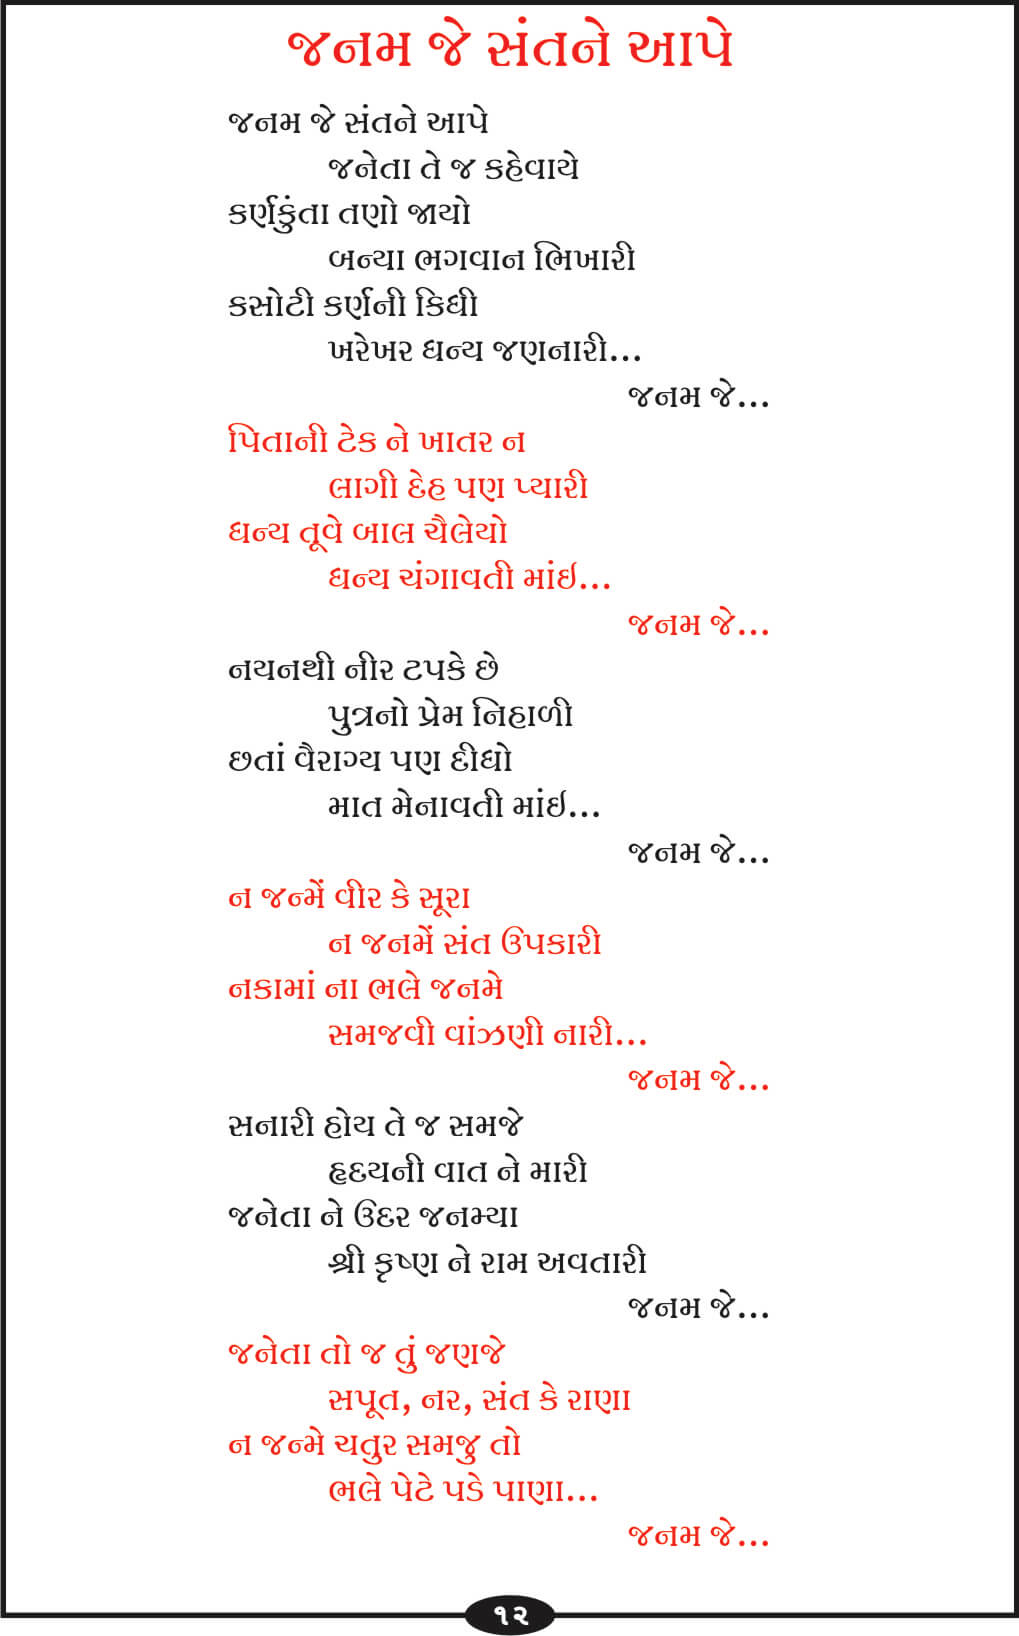 જનમ જે સંતને આપે
જનમ જે સંતને આપે
જનેતા તે જ કહેવાયે
કર્ણકુંતા તણો જાયો
બન્યા ભગવાન ભિખારી
કસોટી કર્ણની કિધી
ખરેખર ધન્ય જણનારી...
જનમ જે...
પિતાની ટેક ને ખાતર ન
લાગી દેહ પણ પ્યારી
ધન્ય તૂવે બાલ ચૈલેયો
ધન્ય ચંગાવતી માંઇ...
જનમ જે...
નયનથી નીર ટપકે છે
પુત્રનો પ્રેમ નિહાળી
છતાં વૈરાગ્ય પણ દીધો
માત મેનાવતી માંઇ...
જનમ જે...
ન જન્મેં વીર કે સૂરા
ન જનમેં સંત ઉપકારી
નકામાં ના ભલે જનમે
સમજવી વાંઝણી નારી...
જનમ જે...
સનારી હોય તે જ સમજે
હૃદયની વાત ને મારી
જનેતા ને ઉદર જનમ્યા
શ્રી કૃષ્ણ ને રામ અવતારી
જનમ જે...
જનેતા તો જ તું જણજે
સપૂત, નર, સંત કે રાણા
ન જન્મે ચતુર સમજુ તો
ભલે પેટે પડે પાણા...
જનમ જે...
૧૨